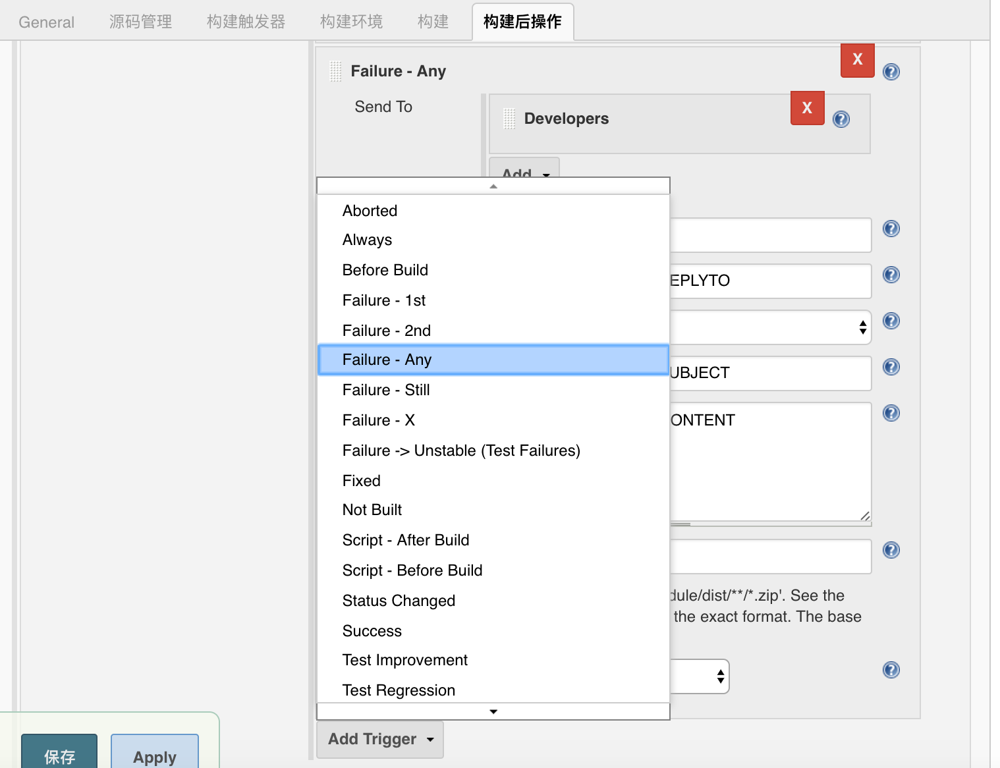 General 源码管理 构建触发器 构建环境 构建 构建后操作
Failure - Any
X
Send To
Developers
X
Add
Aborted
Always
Before Build
Failure - 1st
EPLYTO
Failure - 2nd
Failure - Any
UBJECT
Failure - Still
Failure - X
ONTENT
Failure -> Unstable (Test Failures)
Fixed
Not Built
Script - After Build
Script - Before Build
dule/dist/**/*.zip'. See the
Status Changed
the exact format. The base
Success
Test Improvement
Test Regression
Add Trigger
保存 Apply